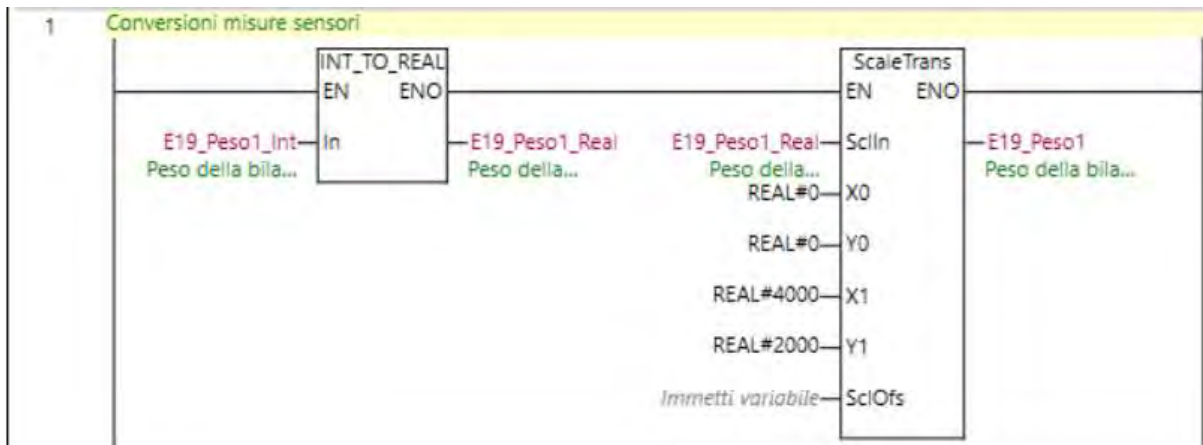 1 Conversioni misure sensori
INT_TO_REAL
EN ENO
E19_Peso1_Int In E19_Peso1_Real
Peso della bila... Peso della...
ScaleTrans
EN ENO
E19_Peso1_Real SclIn E19_Peso1
Peso della... Peso della bila...
REAL#0 X0
REAL#0 Y0
REAL#4000 X1
REAL#2000 Y1
Immetti variabile SclOfs